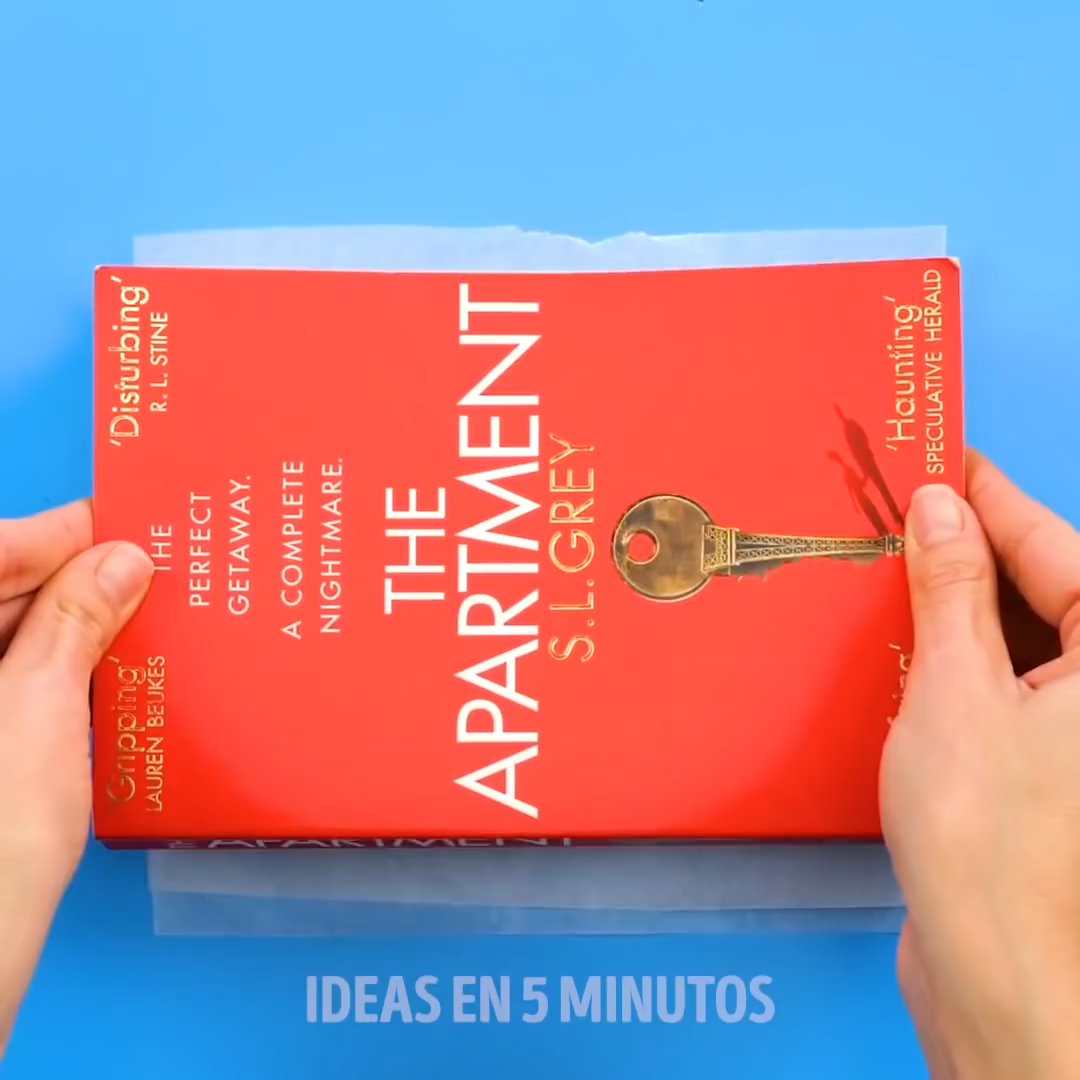 'Disturbing'
R. L. STINE
'Gripping'
LAUREN BEUKES
THE
PERFECT
GETAWAY.
A COMPLETE
NIGHTMARE.
THE
APARTMENT
S.L.GREY
'Haunting'
SPECULATIVE HERALD
APARTMENT
IDEAS EN 5 MINUTOS